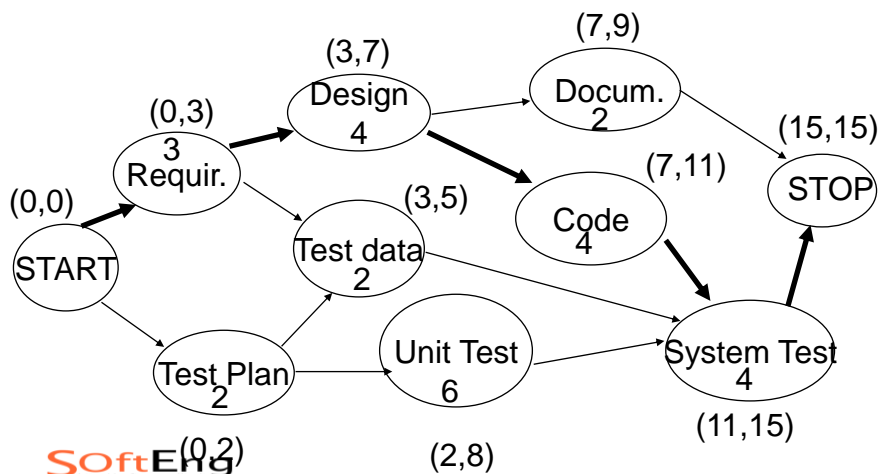 (7,9)
(3,7)
Design
4
Docum.
2
(0,3)
3
Requir.
(15,15)
STOP
(7,11)
(0,0)
START
(3,5)
Code
4
Test data
2
Unit Test
6
System Test
4
Test Plan
2
(11,15)
(0,2)
(2,8)
SOftEng